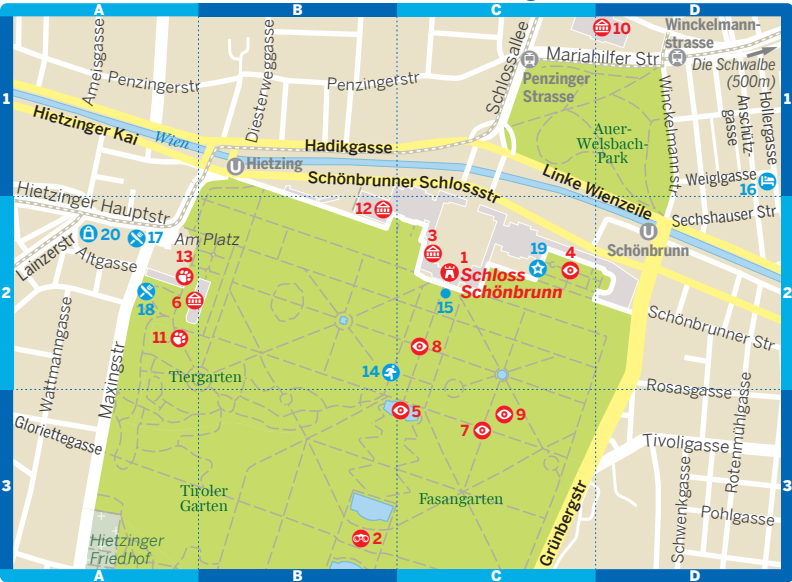 A
B
C
D
10
Winckelmann-
strasse
Mariahilfer Str
Die Schwalbe
(500m)
Ameisgasse
Penzingerstr
Diesterweggasse
Penzingerstr
Schlossallee
Penzinger
Strasse
1
1
Hietzinger Kai
Wien
Hadikgasse
Auer-
Welsbach-
Park
Winckelmannstr
Anschütz-
gasse
Hollergasse
U Hietzing
Schönbrunner Schlossstr
Linke Wienzeile
Weiglgasse
16
Hietzinger Hauptstr
12
Sechshauser Str
U
Schönbrunn
20
17
Am Platz
3
1
Schloss
Schönbrunn
19
4
Lainzerstr
Altgasse
13
2
2
6
18
15
Wattmanngasse
11
8
Schönbrunner Str
Maxingstr
Tiergarten
14
Rosasgasse
Gloriettegasse
5
9
7
Tivoligasse
Rotenmühlgasse
3
3
Tiroler
Garten
Fasangarten
Schwenkgasse
Pohlgasse
Grünbergstr
Hietzinger
Friedhof
2
A
B
C
D